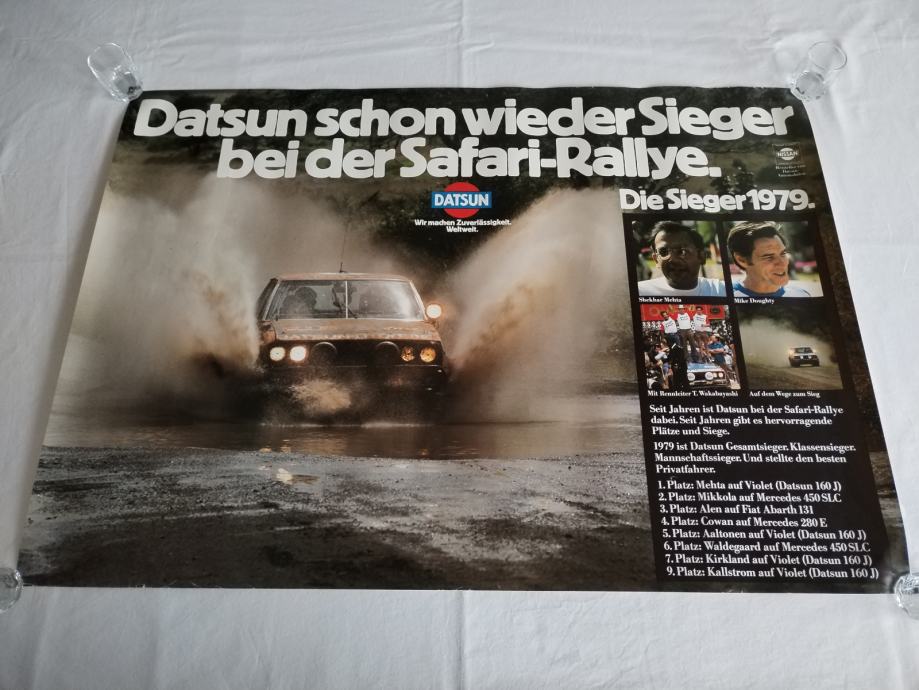 Datsun schon wieder Sieger
bei der Safari-Rallye.
NISSAN
Hersteller von
Datsun
Automobilen
DATSUN
Wir machen Zuverlässigkeit.
Weltweit.
Die Sieger 1979.
Shekhar Mehta
Mike Doughty
Mit Rennleiter T. Wakabayashi
Auf dem Wege zum Sieg
Seit Jahren ist Datsun bei der Safari-Rallye
dabei. Seit Jahren gibt es hervorragende
Plätze und Siege.
1979 ist Datsun Gesamtsieger. Klassensieger.
Mannschaftssieger. Und stellte den besten
Privatfahrer.
1. Platz: Mehta auf Violet (Datsun 160 J)
2. Platz: Mikkola auf Mercedes 450 SLC
3. Platz: Alen auf Fiat Abarth 131
4. Platz: Cowan auf Mercedes 280 E
5. Platz: Aaltonen auf Violet (Datsun 160 J)
6. Platz: Waldegaard auf Mercedes 450 SLC
7. Platz: Kirkland auf Violet (Datsun 160 J)
9. Platz: Kallstrom auf Violet (Datsun 160 J)